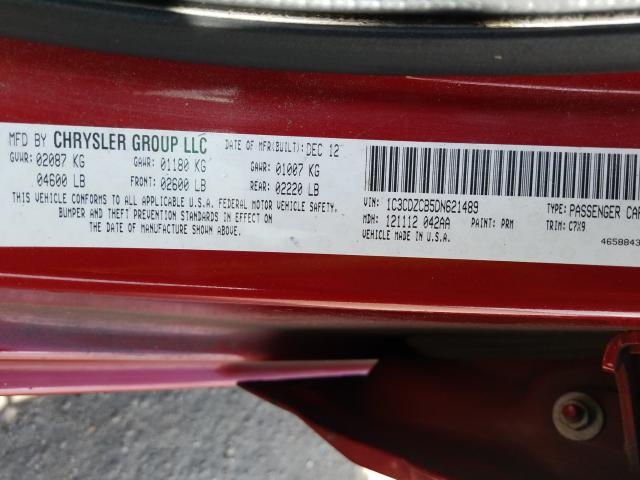 MFD BY CHRYSLER GROUP LLC DATE OF MFR(BUILT): DEC 12
GVWR: 02087 KG GAWR: 01180 KG GAWR: 01007 KG
04600 LB FRONT: 02600 LB REAR: 02220 LB
THIS VEHICLE CONFORMS TO ALL APPLICABLE U.S.A. FEDERAL MOTOR VEHICLE SAFETY,
BUMPER AND THEFT PREVENTION STANDARDS IN EFFECT ON
THE DATE OF MANUFACTURE SHOWN ABOVE.
VIN: 1C3CDZCB5DN621489 TYPE: PASSENGER CAR
MDH: 121112 042AA PAINT: PRM TRIM: C7X9
VEHICLE MADE IN U.S.A.
4658843